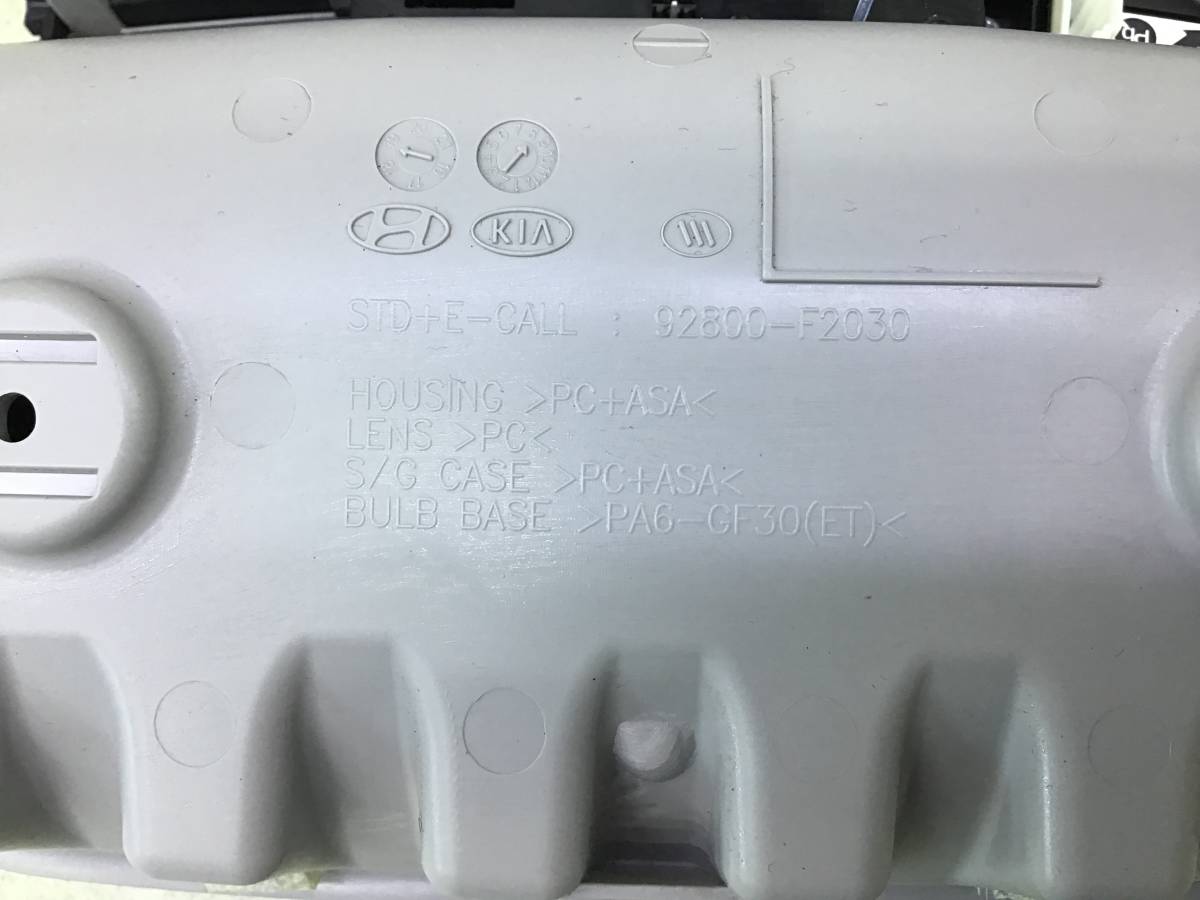 KIA
STD+E-CALL : 92800-F2030
HOUSING >PC+ASA<
LENS >PC<
S/G CASE >PC+ASA<
BULB BASE >PA6-GF30(ET)<